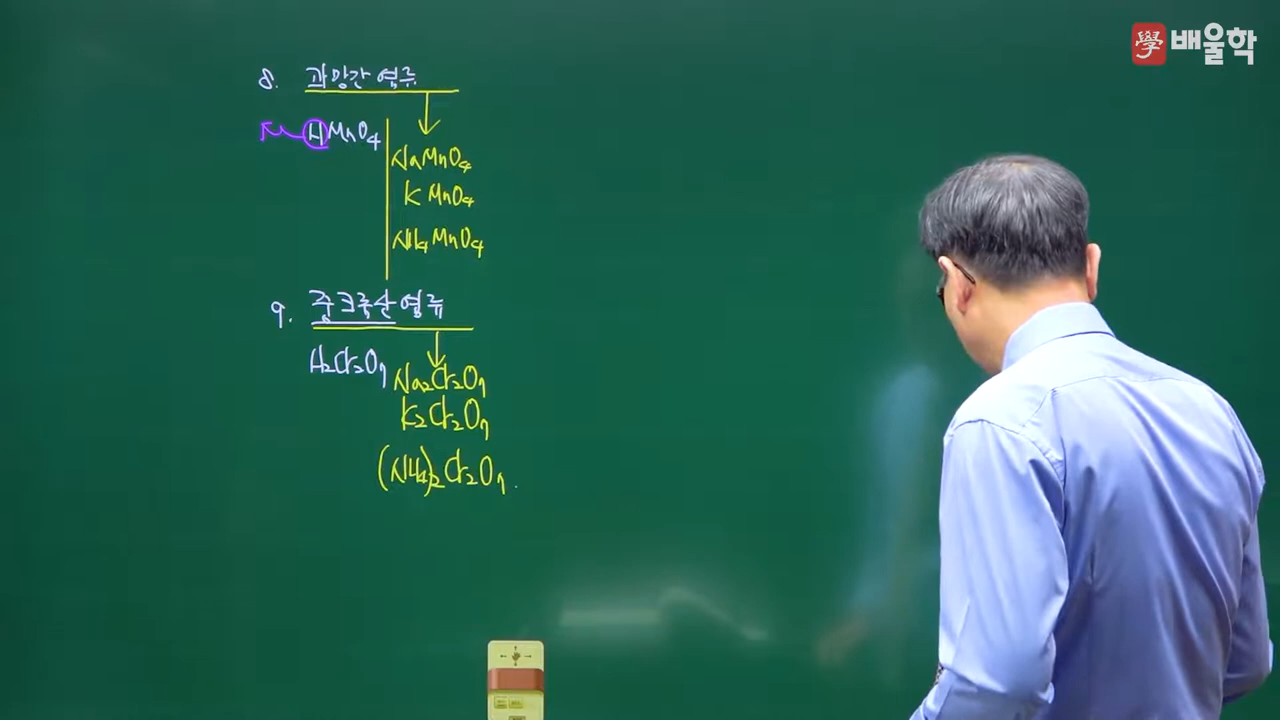 學 배울학
8. 과망간 염류
HMnO₄
NaMnO₄
KMnO₄
NH₄MnO₄
9. 중크롬산 염류
H₂Cr₂O₇
Na₂Cr₂O₇
K₂Cr₂O₇
(NH₄)₂Cr₂O₇.